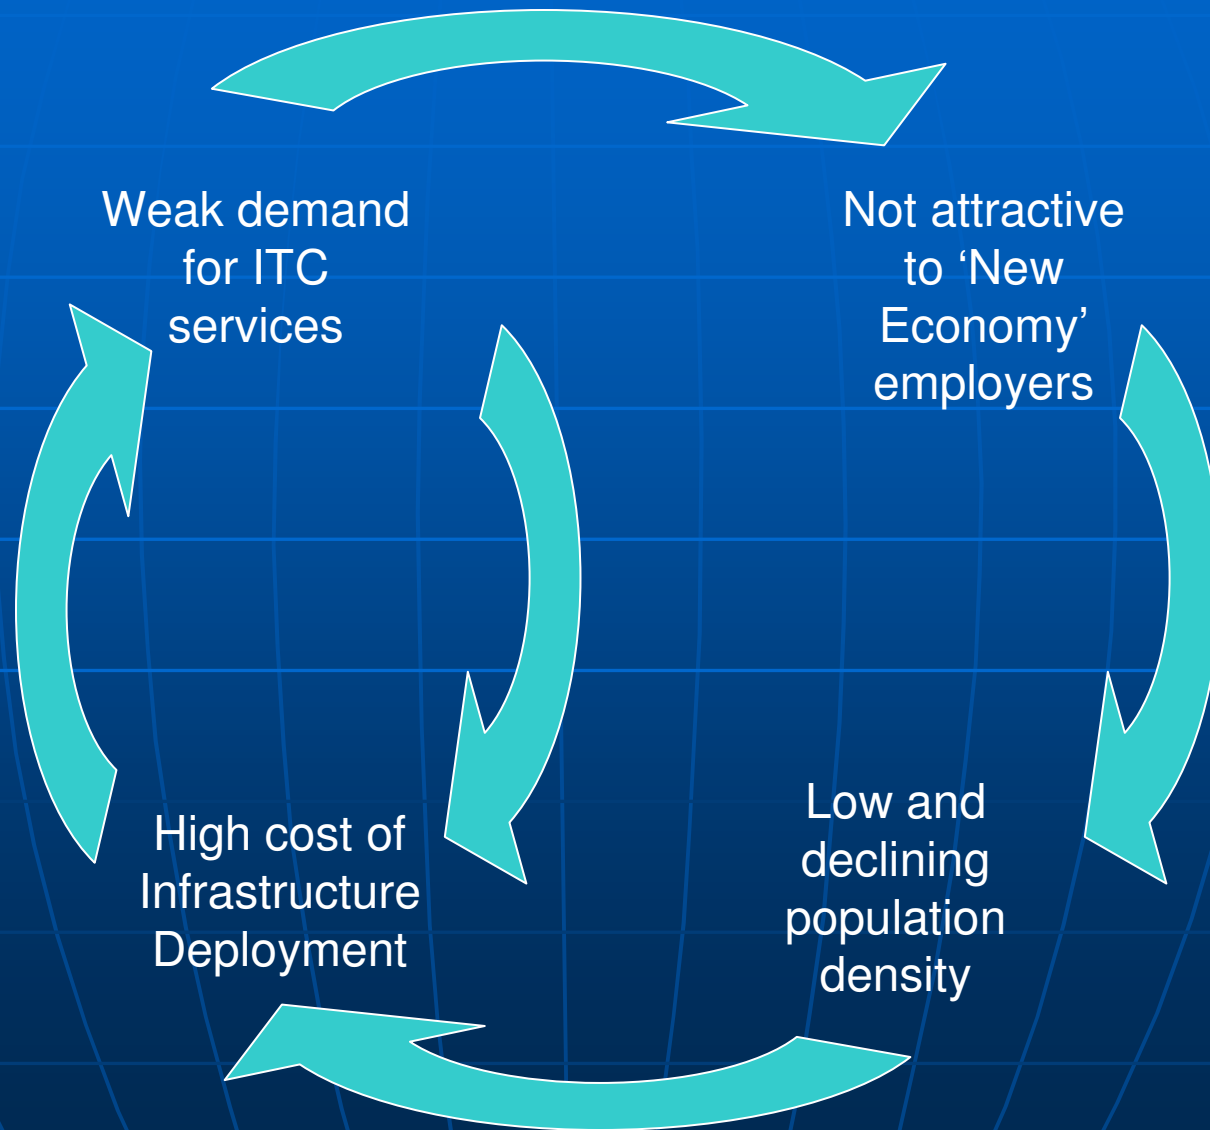 Weak demand
for ITC
services
Not attractive
to ‘New
Economy’
employers
High cost of
Infrastructure
Deployment
Low and
declining
population
density